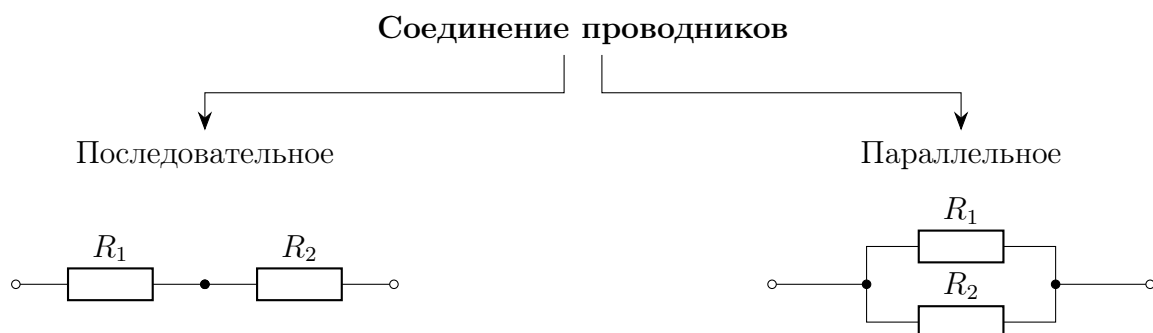 Соединение проводников
Последовательное
Параллельное
R₁
R₂
R₁
R₂